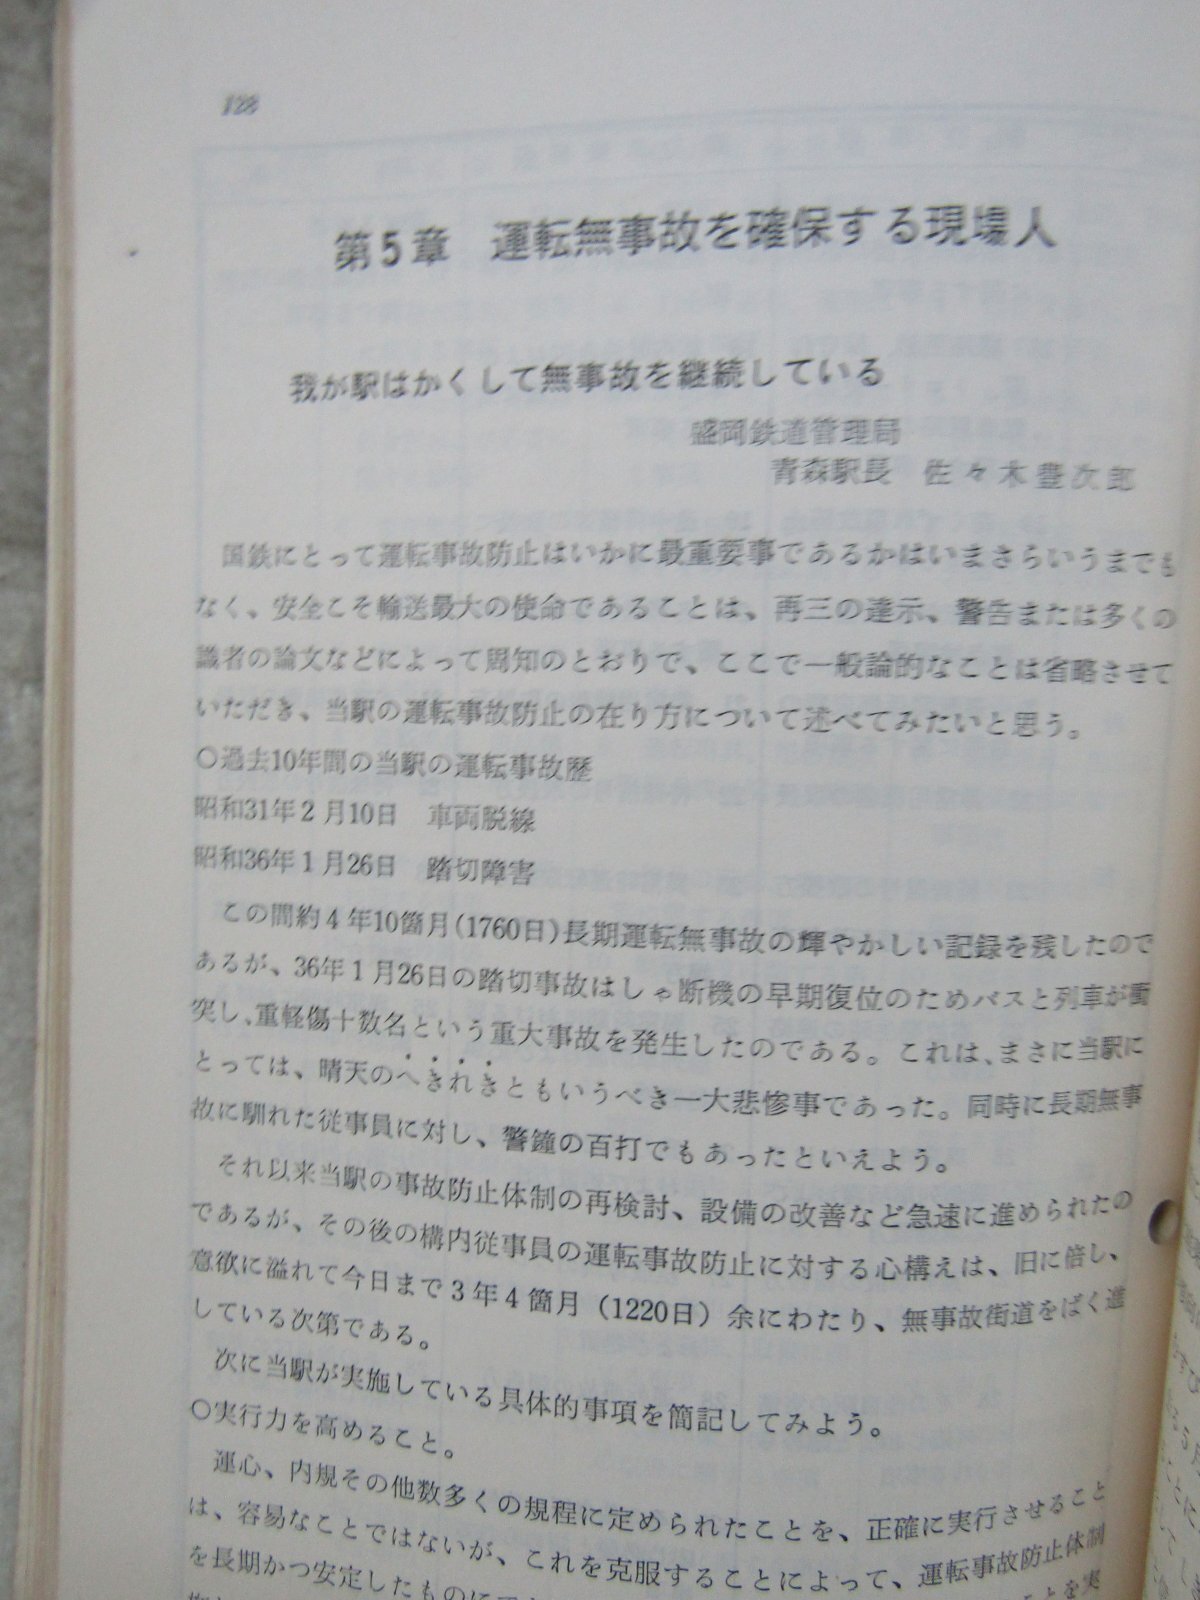 128
第5章　運転無事故を確保する現場人
我が駅はかくして無事故を継続している
盛岡鉄道管理局
青森駅長　佐々木豊次郎
国鉄にとって運転事故防止はいかに最重要事であるかはいまさらいうまでも
なく、安全こそ輸送最大の使命であることは、再三の達示、警告または多くの
識者の論文などによって周知のとおりで、ここで一般論的なことは省略させて
いただき、当駅の運転事故防止の在り方について述べてみたいと思う。
○過去10年間の当駅の運転事故歴
昭和31年2月10日　車両脱線
昭和36年1月26日　踏切障害
この間約4年10箇月(1760日)長期運転無事故の輝やかしい記録を残したので
あるが、36年1月26日の踏切事故はしゃ断機の早期復位のためバスと列車が衝
突し、重軽傷十数名という重大事故を発生したのである。これは、まさに当駅に
とっては、晴天のへきれきともいうべき一大悲惨事であった。同時に長期無事
故に馴れた従事員に対し、警鐘の百打でもあったといえよう。
それ以来当駅の事故防止体制の再検討、設備の改善など急速に進められたの
であるが、その後の構内従事員の運転事故防止に対する心構えは、旧に倍し、
意欲に溢れて今日まで3年4箇月（1220日）余にわたり、無事故街道をばく進
している次第である。
次に当駅が実施している具体的事項を簡記してみよう。
○実行力を高めること。
運心、内規その他数多くの規程に定められたことを、正確に実行させること
は、容易なことではないが、これを克服することによって、運転事故防止体制
を長期かつ安定したものに
ことを実